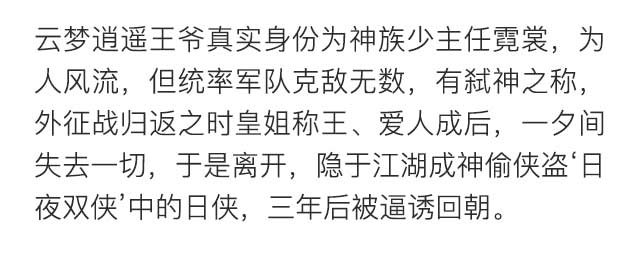 云梦逍遥王爷真实身份为神族少主任霓裳，为
人风流，但统率军队克敌无数，有弑神之称，
外征战归返之时皇姐称王、爱人成后，一夕间
失去一切，于是离开，隐于江湖成神偷侠盗‘日
夜双侠’中的日侠，三年后被逼诱回朝。